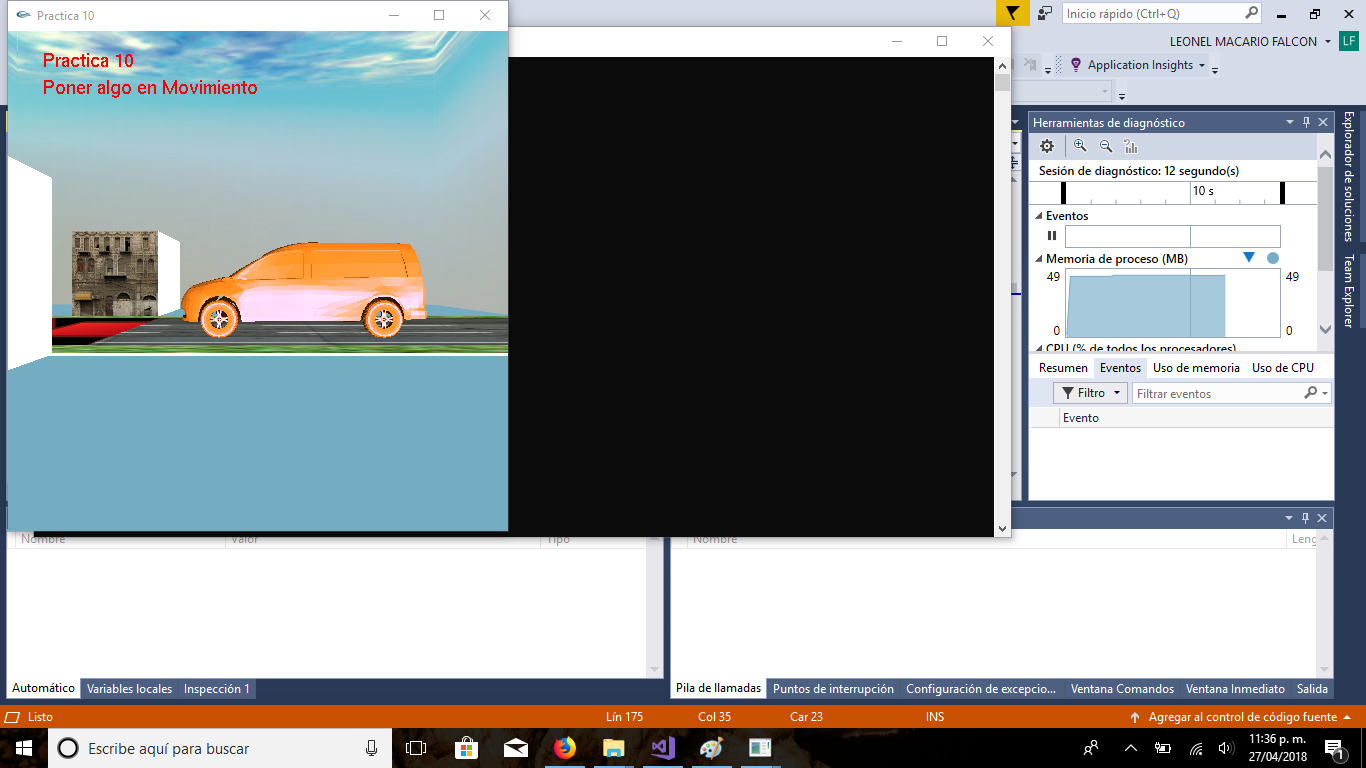 Practica 10
Practica 10
Poner algo en Movimiento
Inicio rápido (Ctrl+Q)
LEONEL MACARIO FALCON
LF
Application Insights
Herramientas de diagnóstico
Sesión de diagnóstico: 12 segundo(s)
10 s
Eventos
Memoria de proceso (MB)
49
49
0
0
CPU (% de todos los procesadores)
Resumen
Eventos
Uso de memoria
Uso de CPU
Filtro
Filtrar eventos
Evento
Explorador de soluciones
Team Explorer
Nombre
Valor
Tipo
Nombre
Leng
Automático
Variables locales
Inspección 1
Pila de llamadas
Puntos de interrupción
Configuración de excepcio...
Ventana Comandos
Ventana Inmediato
Salida
Listo
Lín 175
Col 35
Car 23
INS
Agregar al control de código fuente
Escribe aquí para buscar
11:36 p. m.
27/04/2018
1